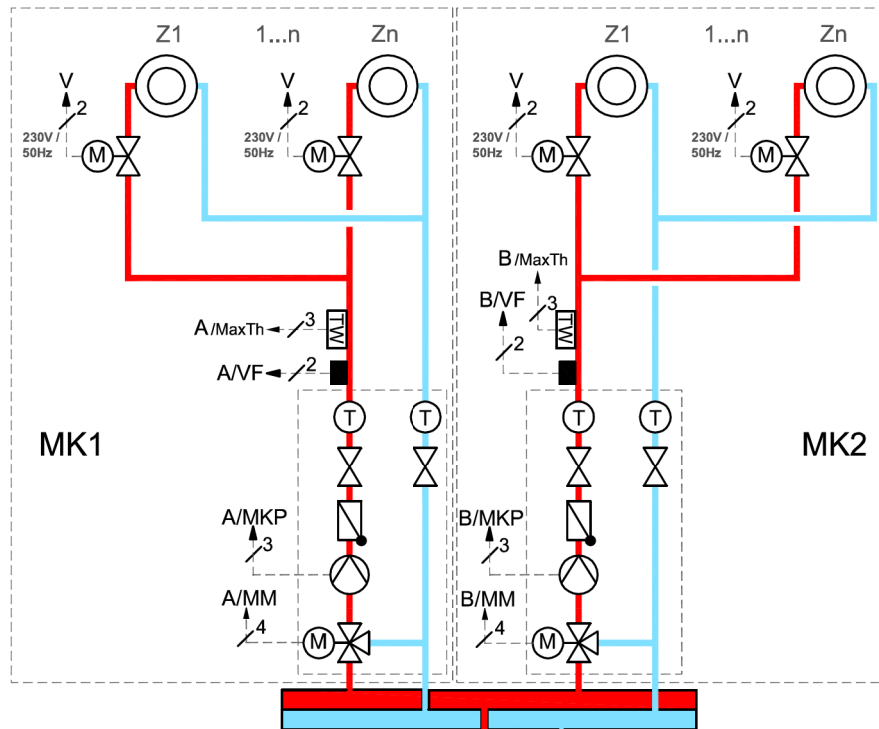 Z1 1...n Zn Z1 1...n Zn
V 2 V 2 V 2 V 2
230V /
50Hz
M
230V /
50Hz
M
230V /
50Hz
M
230V /
50Hz
M
B/MaxTh
3
B/VF
2
A/MaxTh 3 TW
TW
A/VF 2
T T T T
MK1 MK2
A/MKP
3
B/MKP
3
A/MM
4
M
B/MM
4
M